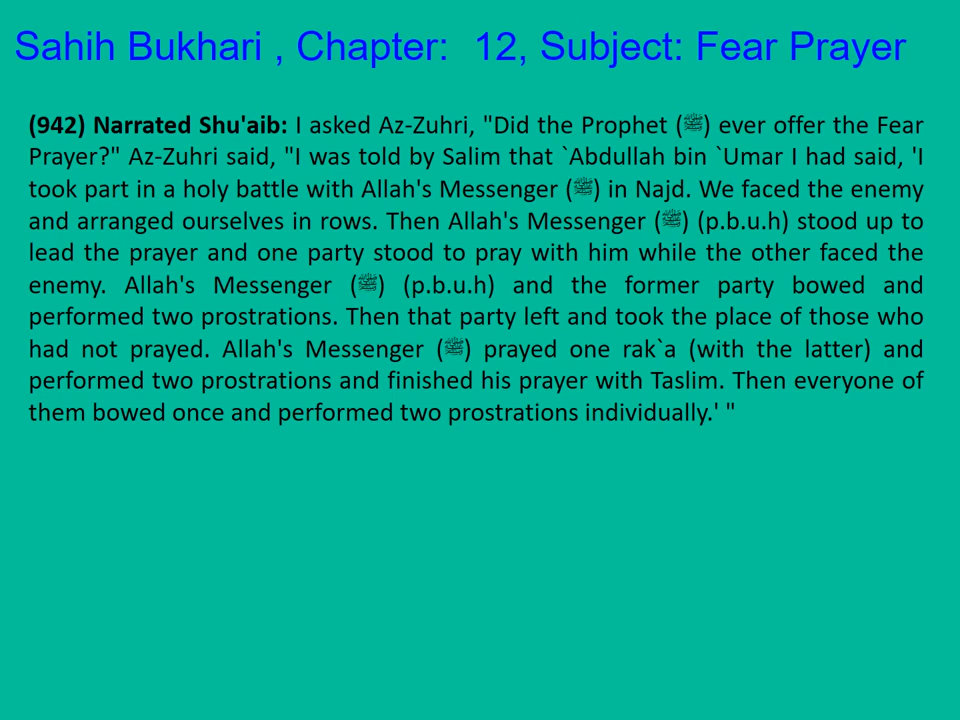 Sahih Bukhari , Chapter:  12, Subject: Fear Prayer
(942) Narrated Shu'aib: I asked Az-Zuhri, "Did the Prophet (ﷺ) ever offer the Fear
Prayer?" Az-Zuhri said, "I was told by Salim that `Abdullah bin `Umar I had said, 'I
took part in a holy battle with Allah's Messenger (ﷺ) in Najd. We faced the enemy
and arranged ourselves in rows. Then Allah's Messenger (ﷺ) (p.b.u.h) stood up to
lead the prayer and one party stood to pray with him while the other faced the
enemy. Allah's Messenger (ﷺ) (p.b.u.h) and the former party bowed and
performed two prostrations. Then that party left and took the place of those who
had not prayed. Allah's Messenger (ﷺ) prayed one rak`a (with the latter) and
performed two prostrations and finished his prayer with Taslim. Then everyone of
them bowed once and performed two prostrations individually.' "